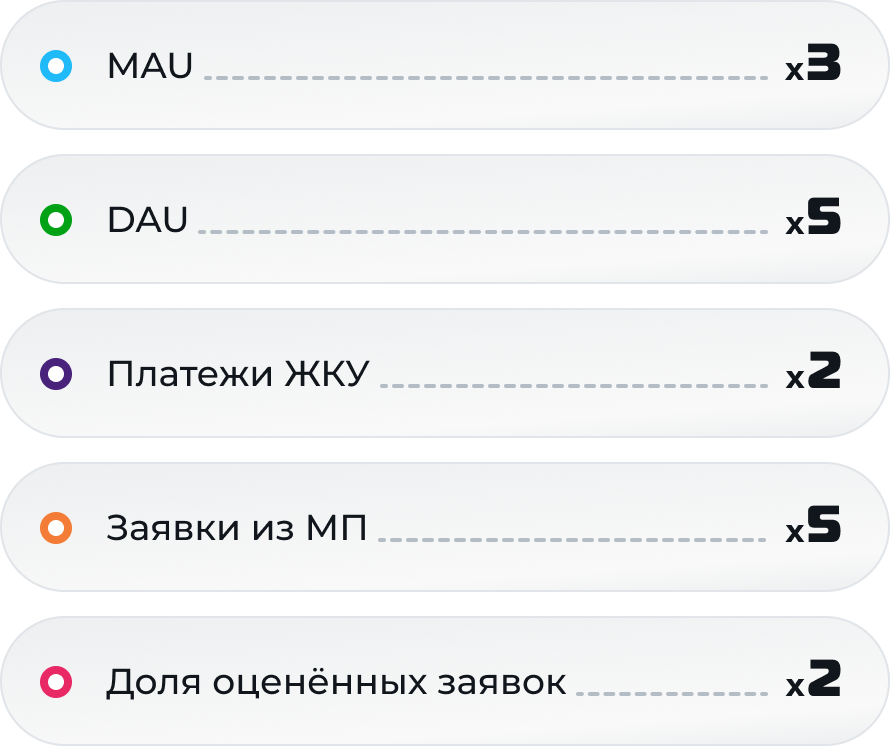 MAU x3
DAU x5
Платежи ЖКУ x2
Заявки из МП x5
Доля оценённых заявок x2